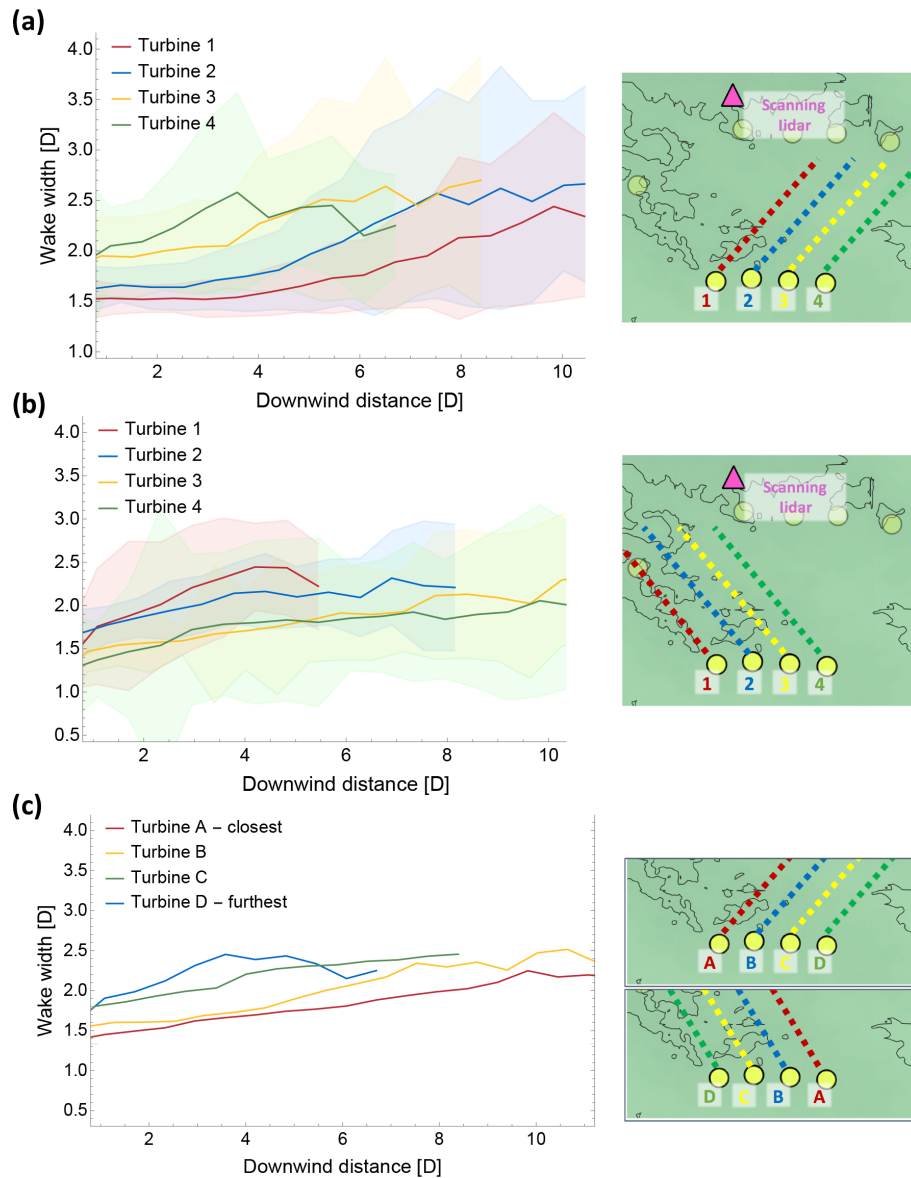 (a)
Turbine 1
Turbine 2
Turbine 3
Turbine 4
4.0
3.5
3.0
2.5
2.0
1.5
1.0
Wake width [D]
2 4 6 8 10
Downwind distance [D]
Scanning
lidar
1 2 3 4
(b)
Turbine 1
Turbine 2
Turbine 3
Turbine 4
4.0
3.5
3.0
2.5
2.0
1.5
1.0
0.5
Wake width [D]
2 4 6 8 10
Downwind distance [D]
Scanning
lidar
1 2 3 4
(c)
Turbine A – closest
Turbine B
Turbine C
Turbine D – furthest
4.0
3.5
3.0
2.5
2.0
1.5
1.0
0.5
Wake width [D]
2 4 6 8 10
Downwind distance [D]
A B C D
D C B A